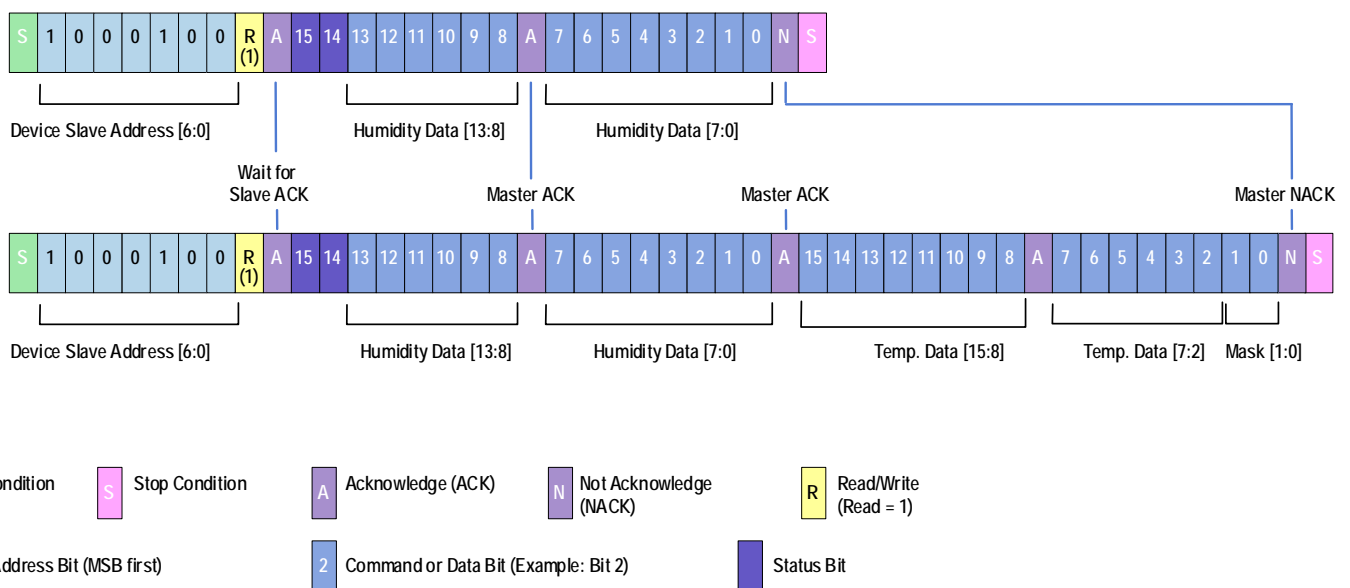 S 1 0 0 0 1 0 0 R (1) A 15 14 13 12 11 10 9 8 A 7 6 5 4 3 2 1 0 N S
Device Slave Address [6:0] Humidity Data [13:8] Humidity Data [7:0]
Wait for
Slave ACK Master ACK Master ACK Master NACK
S 1 0 0 0 1 0 0 R (1) A 15 14 13 12 11 10 9 8 A 7 6 5 4 3 2 1 0 A 15 14 13 12 11 10 9 8 A 7 6 5 4 3 2 1 0 N S
Device Slave Address [6:0] Humidity Data [13:8] Humidity Data [7:0] Temp. Data [15:8] Temp. Data [7:2] Mask [1:0]
ondition S Stop Condition A Acknowledge (ACK) N Not Acknowledge (NACK) R Read/Write (Read = 1)
ddress Bit (MSB first) 2 Command or Data Bit (Example: Bit 2) Status Bit